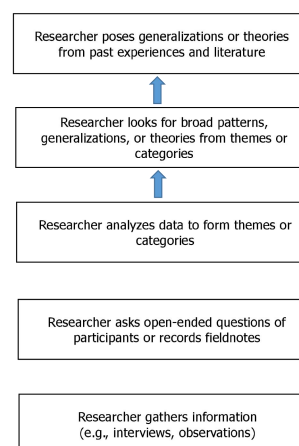 Researcher poses generalizations or theories
from past experiences and literature
Researcher looks for broad patterns,
generalizations, or theories from themes or
categories
Researcher analyzes data to form themes or
categories
Researcher asks open-ended questions of
participants or records fieldnotes
Researcher gathers information
(e.g., interviews, observations)